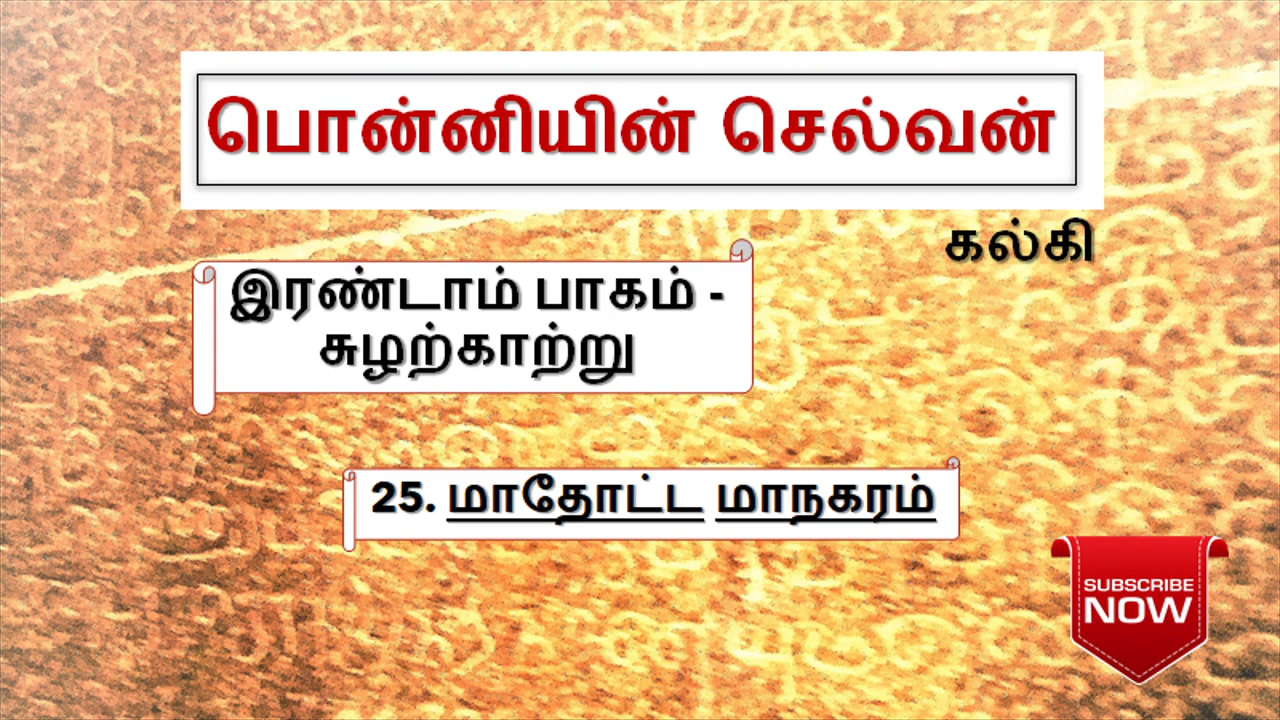 பொன்னியின் செல்வன்
கல்கி
இரண்டாம் பாகம் -
சுழற்காற்று
25. மாதோட்ட மாநகரம்
SUBSCRIBE
NOW